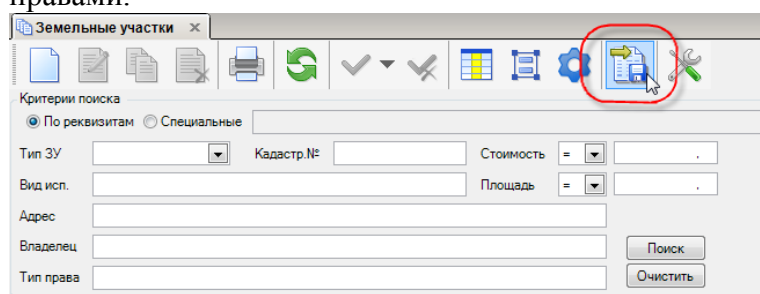 правами.
Земельные участки
Критерии поиска
По реквизитам Специальные
Тип ЗУ Кадастр.№ Стоимость = .
Вид исп. Площадь = .
Адрес
Владелец Поиск
Тип права Очистить